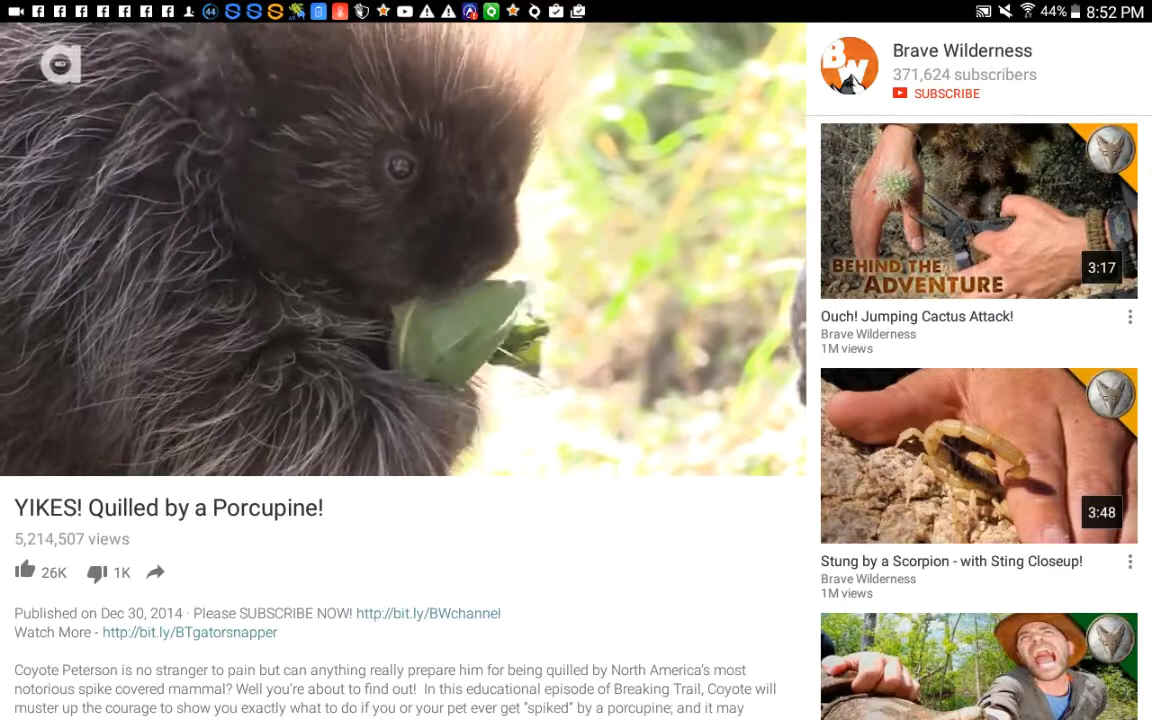 44
44%
8:52 PM
a
BW
Brave Wilderness
371,624 subscribers
SUBSCRIBE
BEHIND THE
ADVENTURE
3:17
Ouch! Jumping Cactus Attack!
Brave Wilderness
1M views
3:48
Stung by a Scorpion - with Sting Closeup!
Brave Wilderness
1M views
YIKES! Quilled by a Porcupine!
5,214,507 views
26K 1K
Published on Dec 30, 2014 · Please SUBSCRIBE NOW! http://bit.ly/BWchannel
Watch More - http://bit.ly/BTgatorsnapper
Coyote Peterson is no stranger to pain but can anything really prepare him for being quilled by North America's most
notorious spike covered mammal? Well you're about to find out! In this educational episode of Breaking Trail, Coyote will
muster up the courage to show you exactly what to do if you or your pet ever get "spiked" by a porcupine; and it may